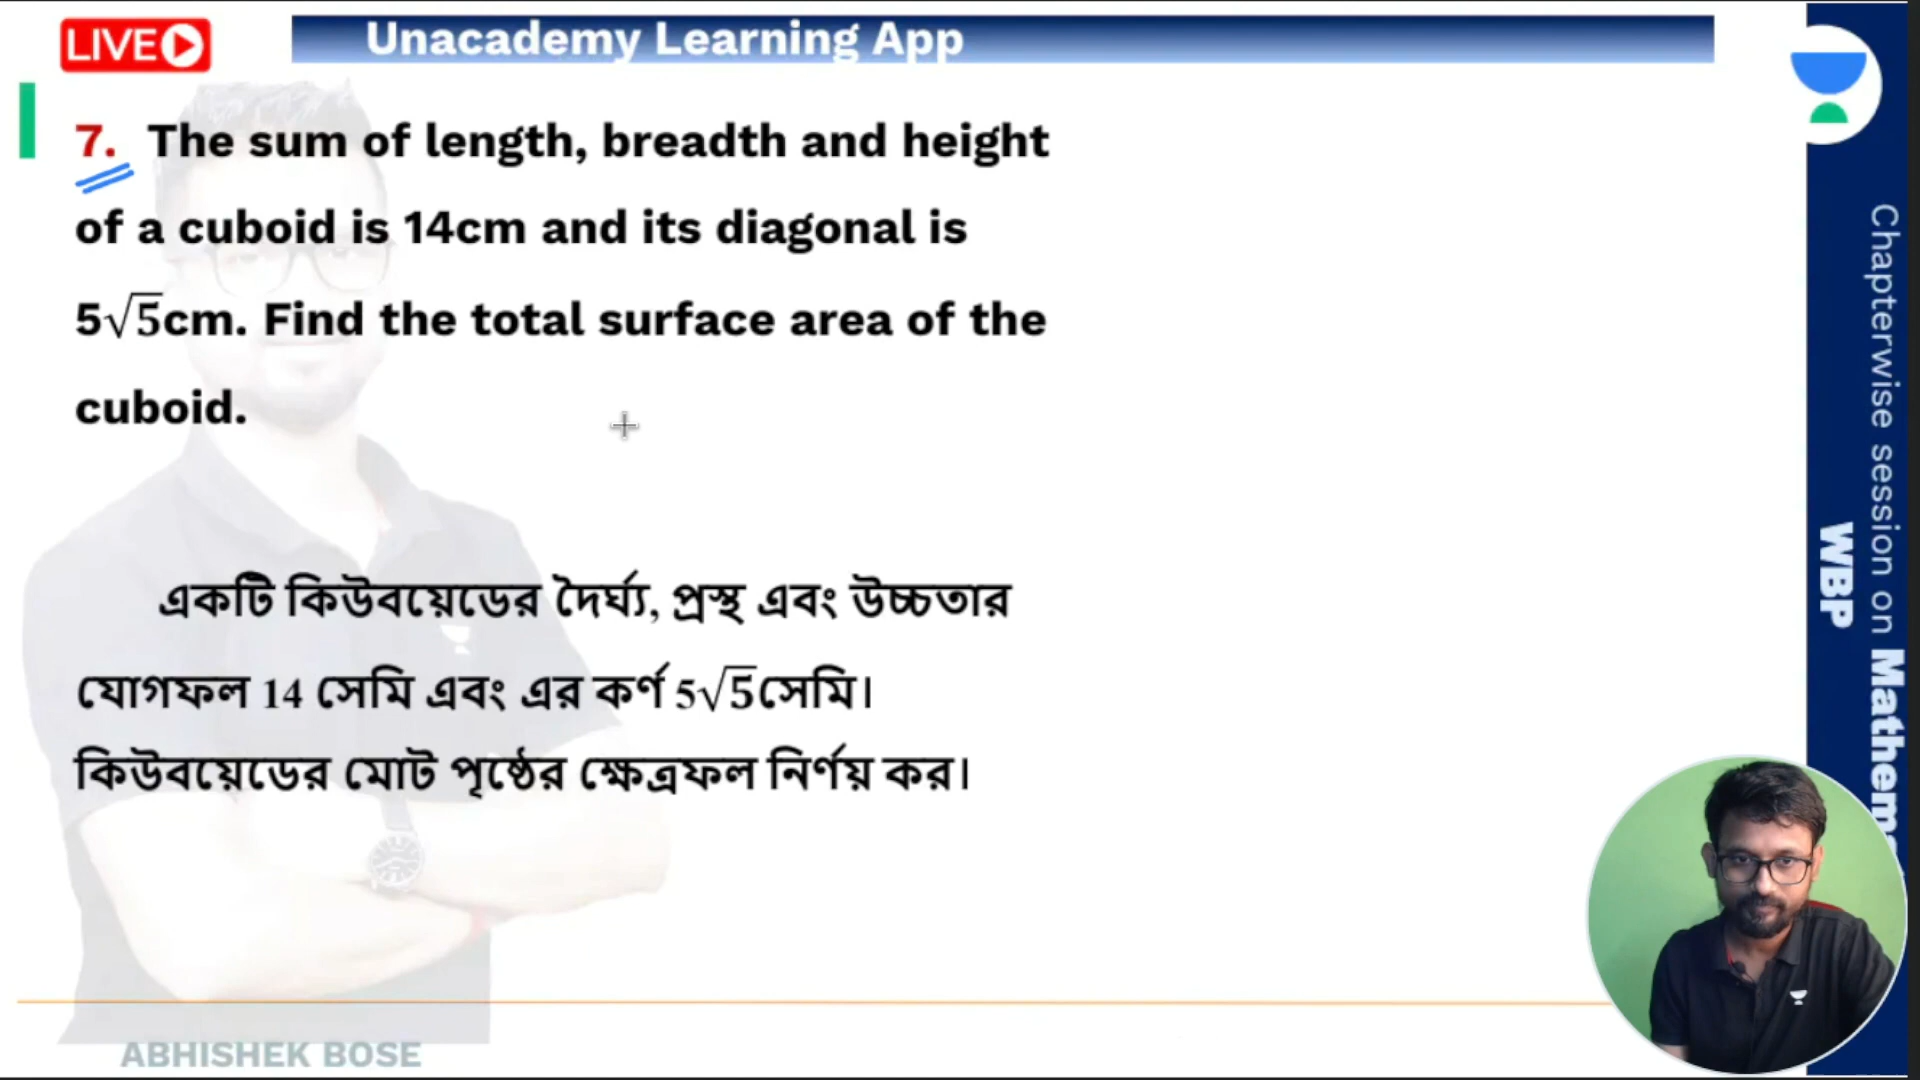 LIVE
Unacademy Learning App
7. The sum of length, breadth and height
of a cuboid is 14cm and its diagonal is
5√5cm. Find the total surface area of the
cuboid.
একটি কিউবয়েডের দৈর্ঘ্য, প্রস্থ এবং উচ্চতার
যোগফল 14 সেমি এবং এর কর্ণ 5√5সেমি।
কিউবয়েডের মোট পৃষ্ঠের ক্ষেত্রফল নির্ণয় কর।
ABHISHEK BOSE
Chapterwise session on Mathem
WBP